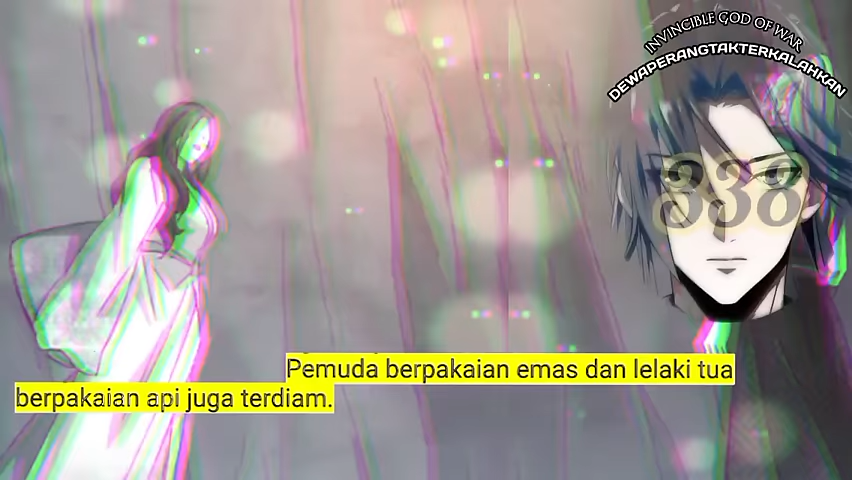 INVINCIBLE GOD OF WAR
DEWAPERANGTAKTERKALAHKAN
338
Pemuda berpakaian emas dan lelaki tua
berpakaian api juga terdiam.